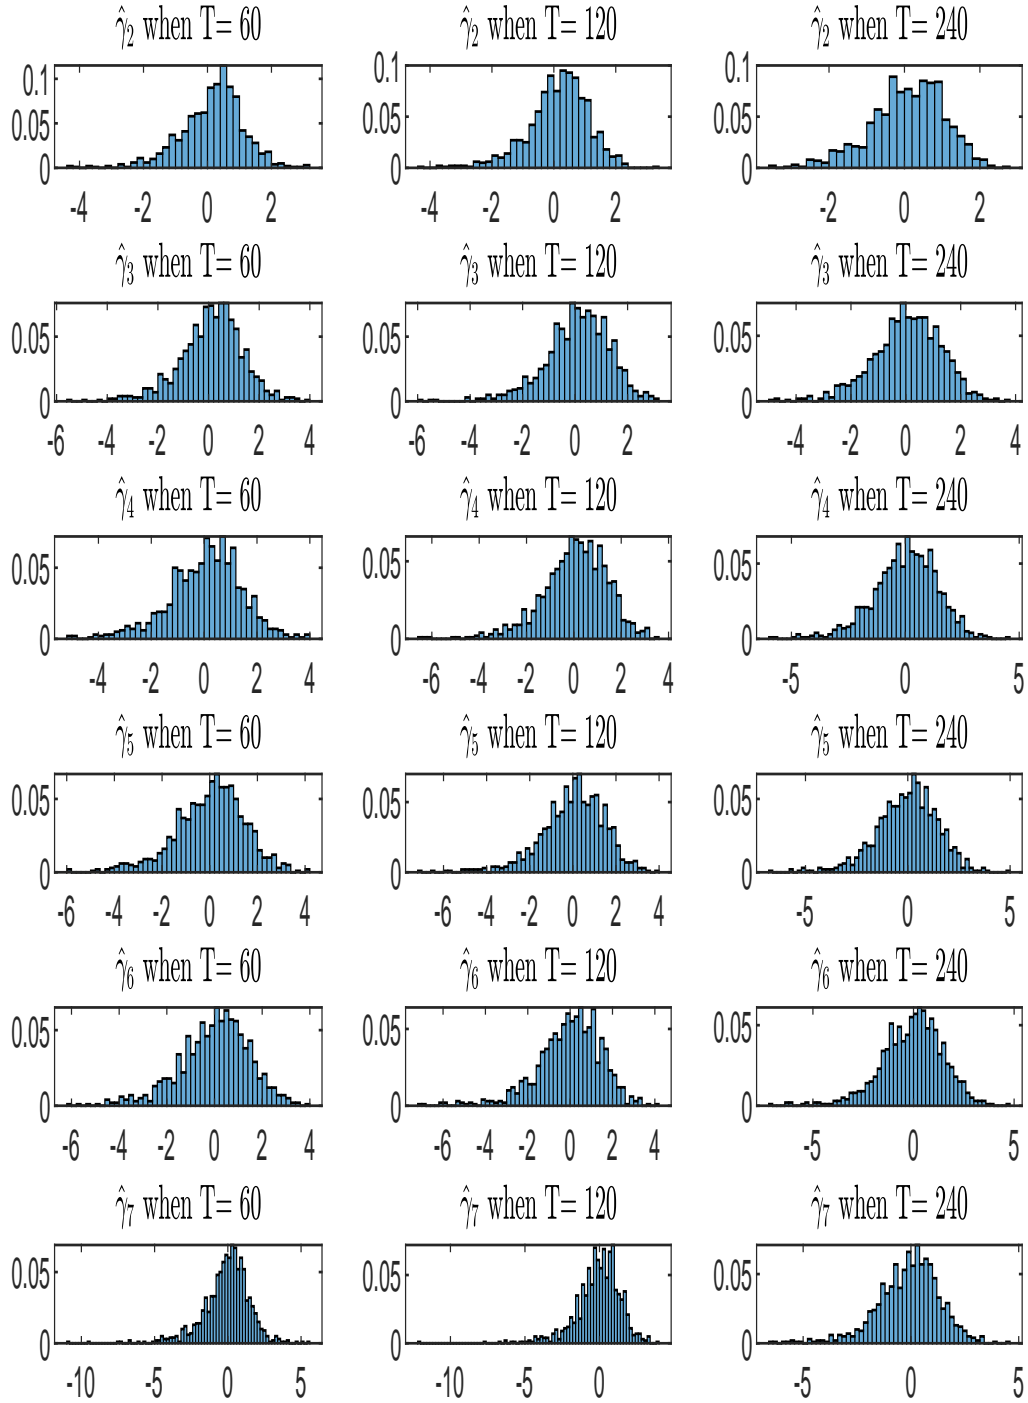 γ̂₂ when T= 60 γ̂₂ when T= 120 γ̂₂ when T= 240
0.1 0.1 0.1
0.05 0.05 0.05
0 0 0
-4 -2 0 2 -4 -2 0 2 -2 0 2
γ̂₃ when T= 60 γ̂₃ when T= 120 γ̂₃ when T= 240
0.05 0.05 0.05
0 0 0
-6 -4 -2 0 2 4 -6 -4 -2 0 2 -4 -2 0 2 4
γ̂₄ when T= 60 γ̂₄ when T= 120 γ̂₄ when T= 240
0.05 0.05 0.05
0 0 0
-4 -2 0 2 4 -6 -4 -2 0 2 4 -5 0 5
γ̂₅ when T= 60 γ̂₅ when T= 120 γ̂₅ when T= 240
0.05 0.05 0.05
0 0 0
-6 -4 -2 0 2 4 -6 -4 -2 0 2 4 -5 0 5
γ̂₆ when T= 60 γ̂₆ when T= 120 γ̂₆ when T= 240
0.05 0.05 0.05
0 0 0
-6 -4 -2 0 2 4 -6 -4 -2 0 2 4 -5 0 5
γ̂₇ when T= 60 γ̂₇ when T= 120 γ̂₇ when T= 240
0.05 0.05 0.05
0 0 0
-10 -5 0 5 -10 -5 0 -5 0 5